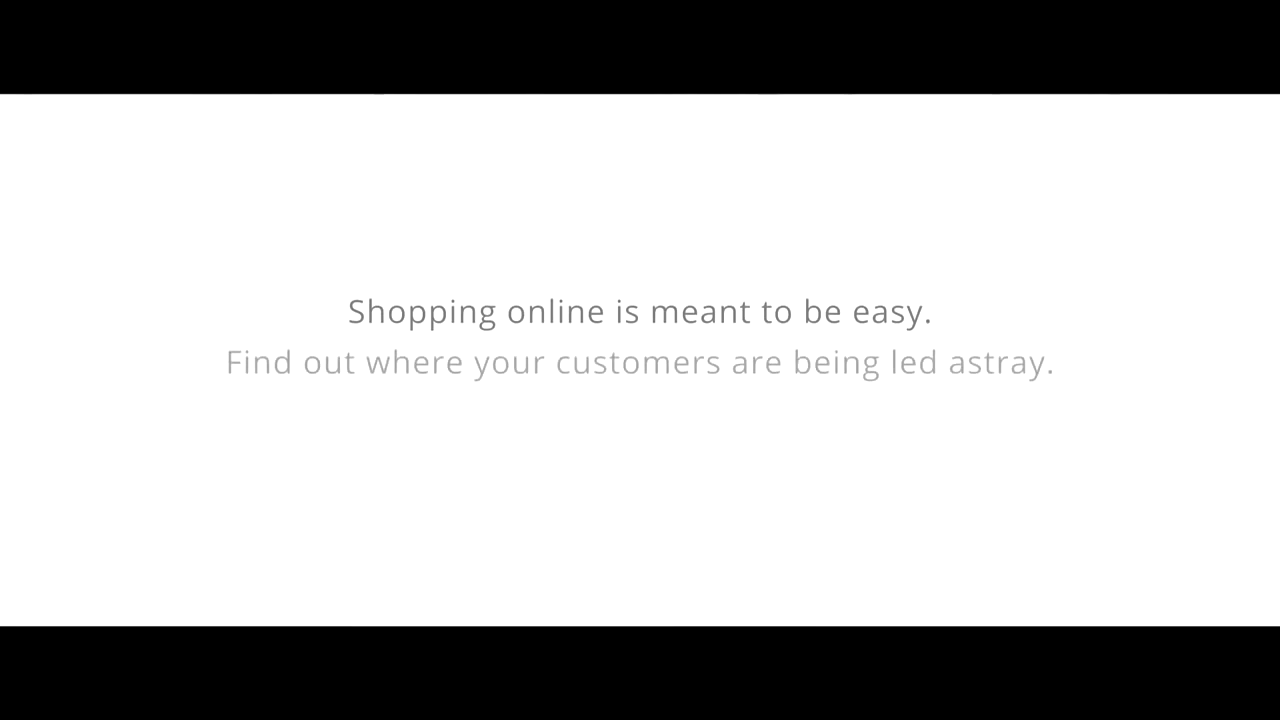 Shopping online is meant to be easy.
Find out where your customers are being led astray.